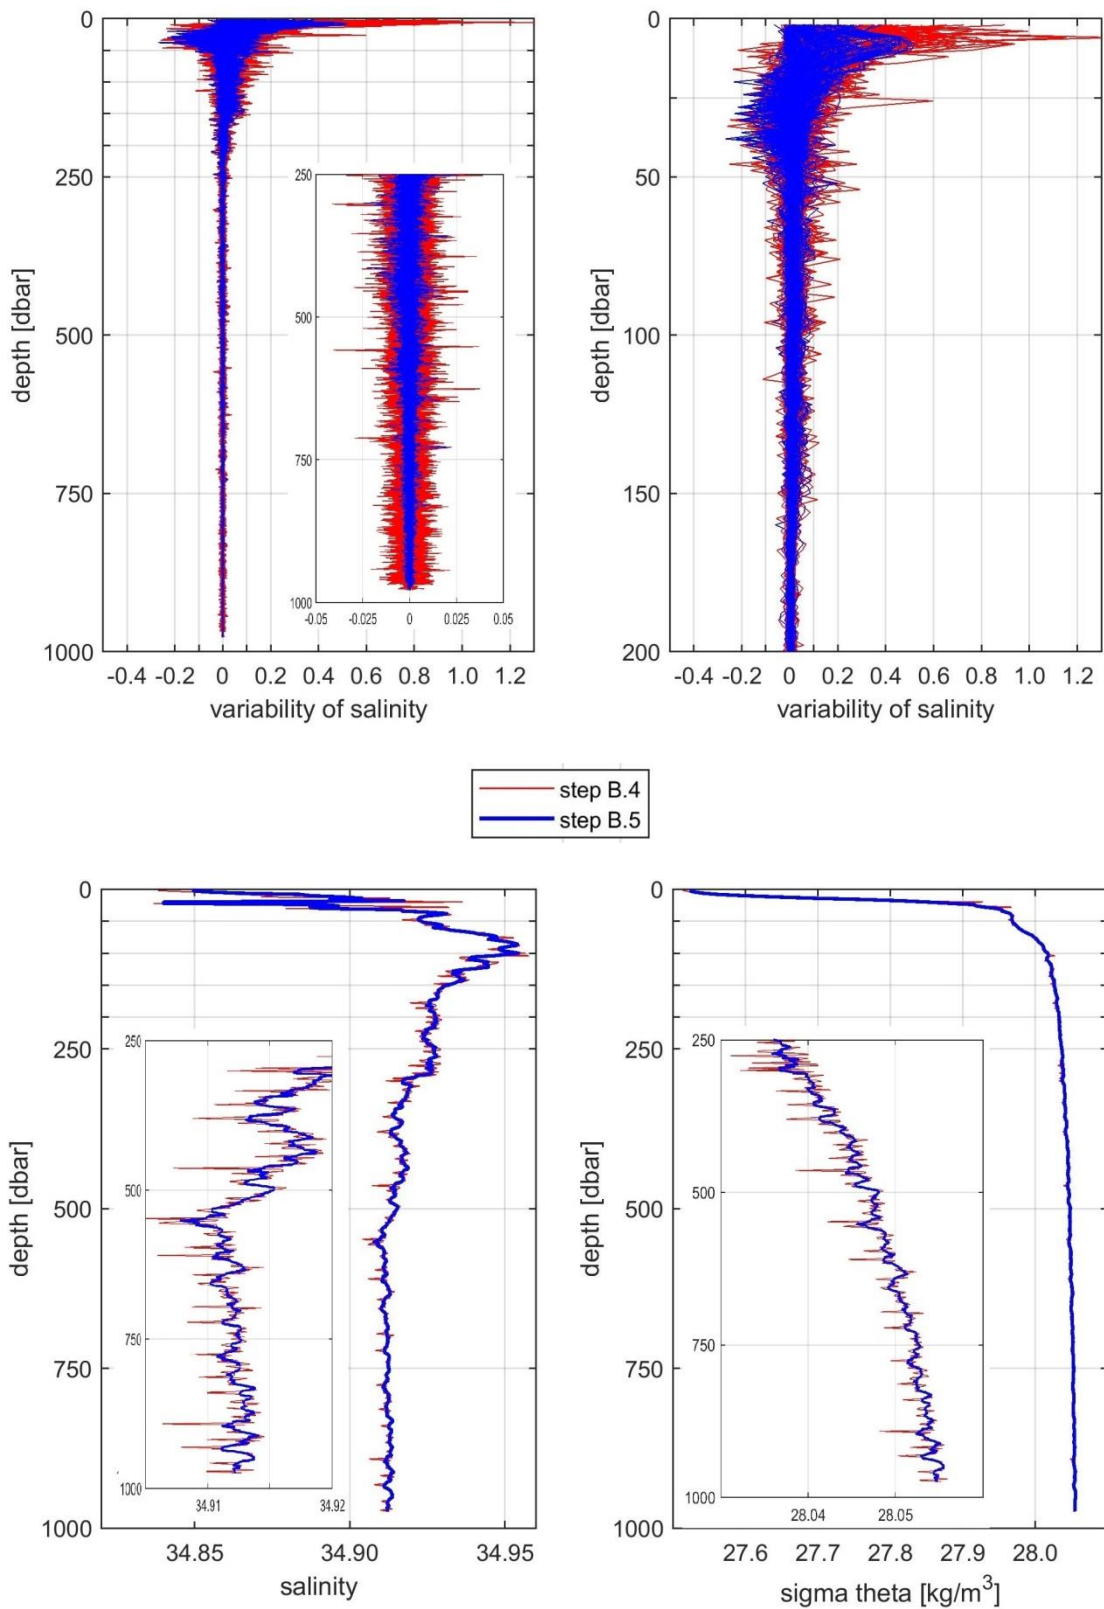 0
250
500
750
1000
depth [dbar]
-0.4 -0.2 0 0.2 0.4 0.6 0.8 1.0 1.2
variability of salinity
250
500
750
1000
-0.05 -0.025 0 0.025 0.05
0
50
100
150
200
depth [dbar]
-0.4 -0.2 0 0.2 0.4 0.6 0.8 1.0 1.2
variability of salinity
step B.4
step B.5
0
250
500
750
1000
depth [dbar]
34.85 34.90 34.95
salinity
250
500
750
1000
34.91 34.92
0
250
500
750
1000
depth [dbar]
27.6 27.7 27.8 27.9 28.0
sigma theta [kg/m³]
250
500
750
1000
28.04 28.05